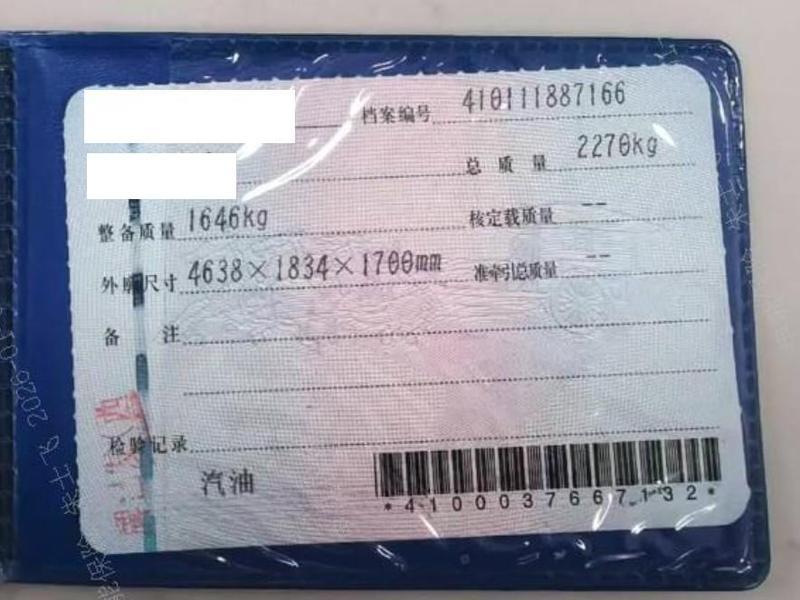 档案编号 410111887166
总质量 2270kg
整备质量 1646kg 核定载质量 --
外廓尺寸 4638×1834×1700mm 准牵引总质量 --
备注
检验记录
汽油
*4100037667132*